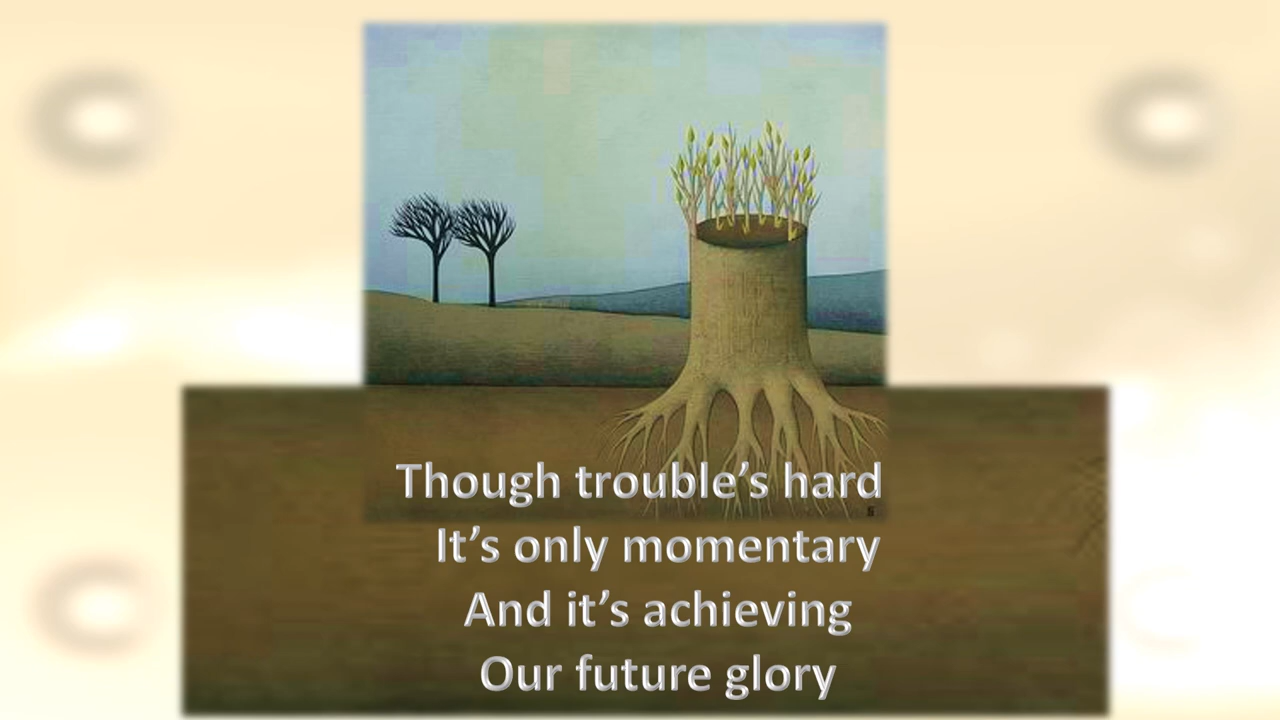 Though trouble’s hard
It’s only momentary
And it’s achieving
Our future glory